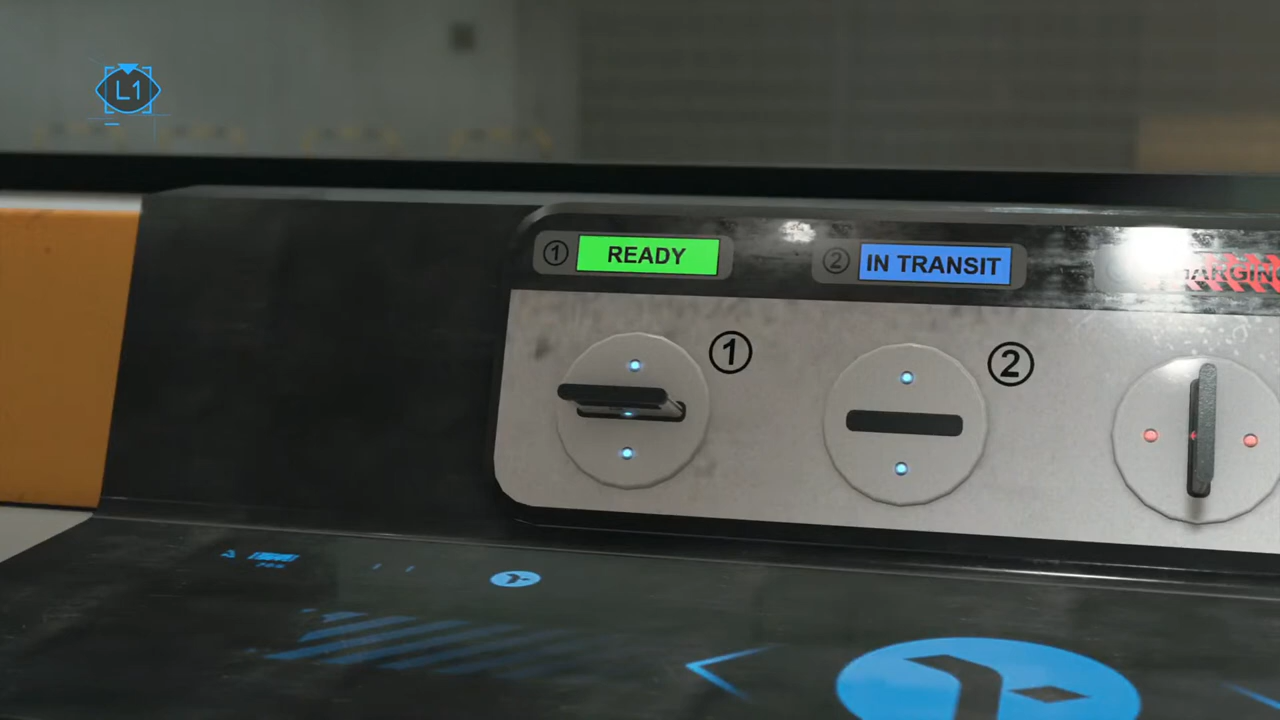 L1
① READY
② IN TRANSIT
①
②